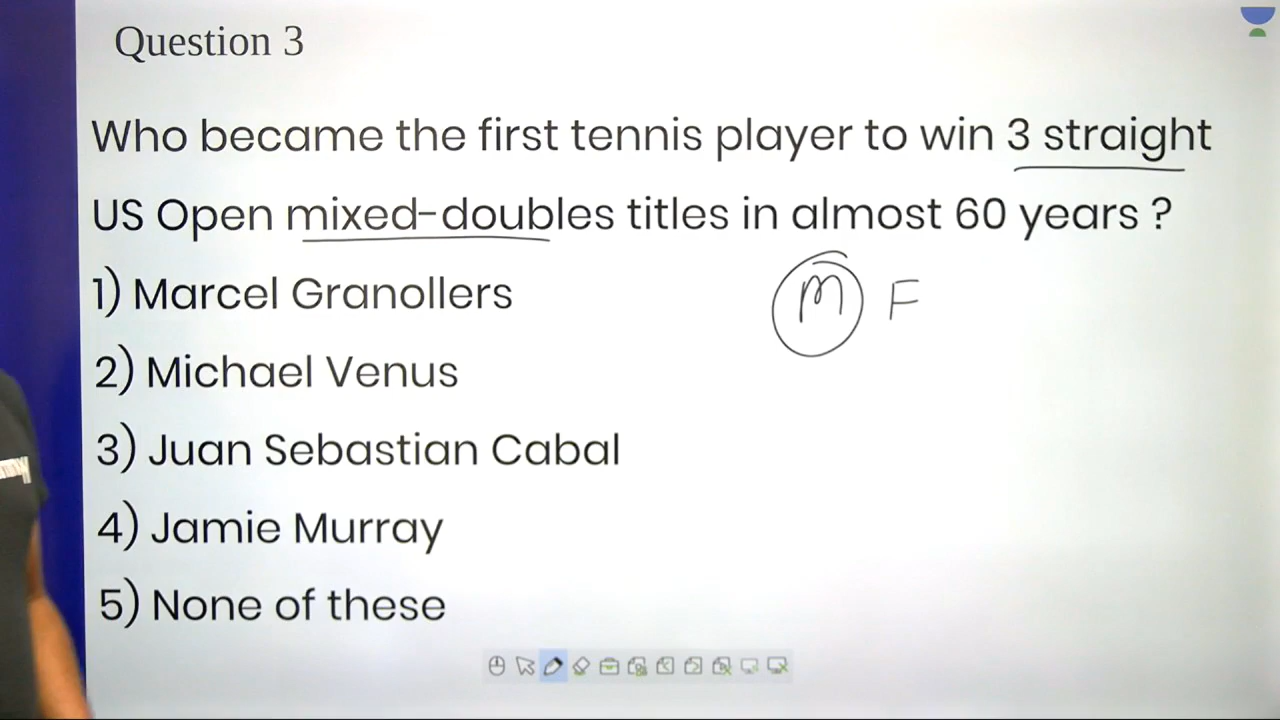 Question 3
Who became the first tennis player to win 3 straight
US Open mixed-doubles titles in almost 60 years ?
M F
1) Marcel Granollers
2) Michael Venus
3) Juan Sebastian Cabal
4) Jamie Murray
5) None of these